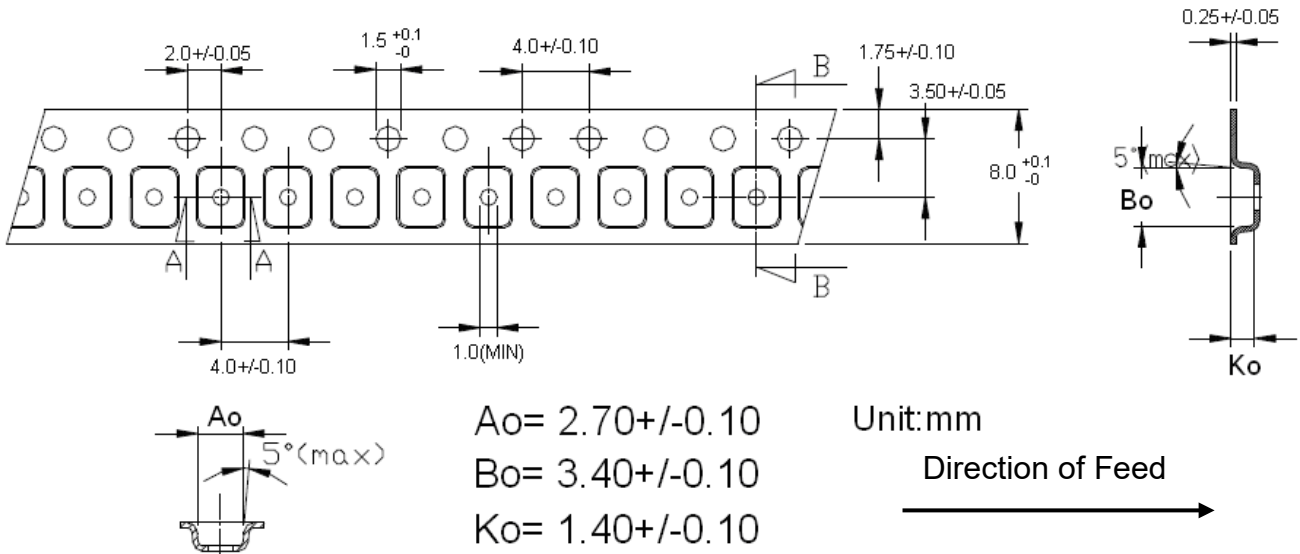 0.25+/-0.05
2.0+/-0.05
1.5 +0.1 -0
4.0+/-0.10
1.75+/-0.10
B
3.50+/-0.05
8.0 +0.1 -0
5°(max)
Bo
A
A
B
4.0+/-0.10
1.0(MIN)
Ko
Ao
5°(max)
Ao= 2.70+/-0.10
Unit:mm
Bo= 3.40+/-0.10
Direction of Feed
Ko= 1.40+/-0.10